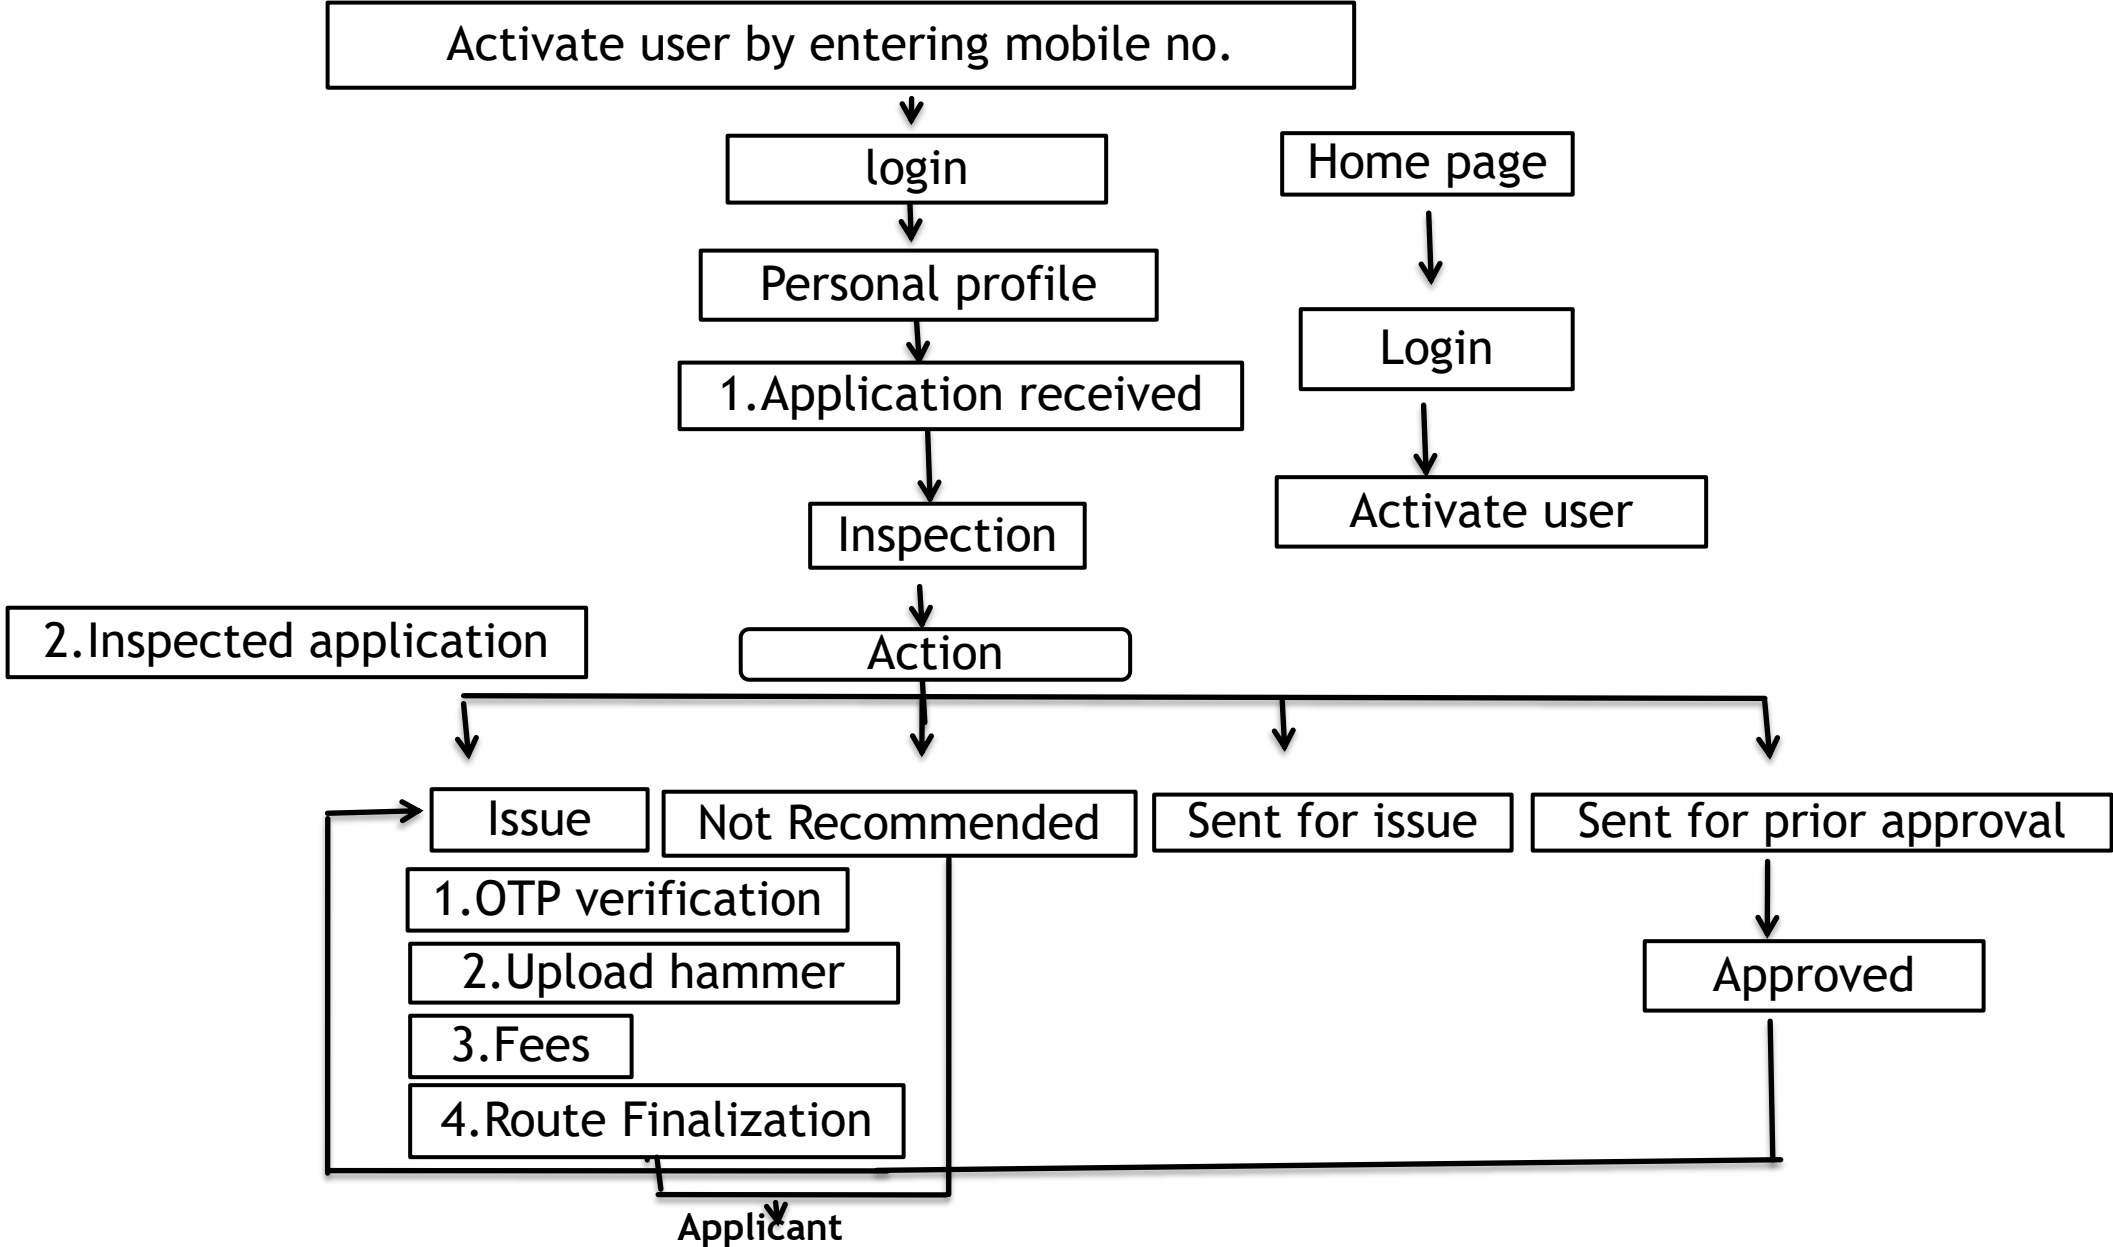 Activate user by entering mobile no.
login
Home page
Personal profile
Login
1.Application received
Activate user
Inspection
2.Inspected application
Action
Issue
Not Recommended
Sent for issue
Sent for prior approval
1.OTP verification
2.Upload hammer
Approved
3.Fees
4.Route Finalization
Applicant